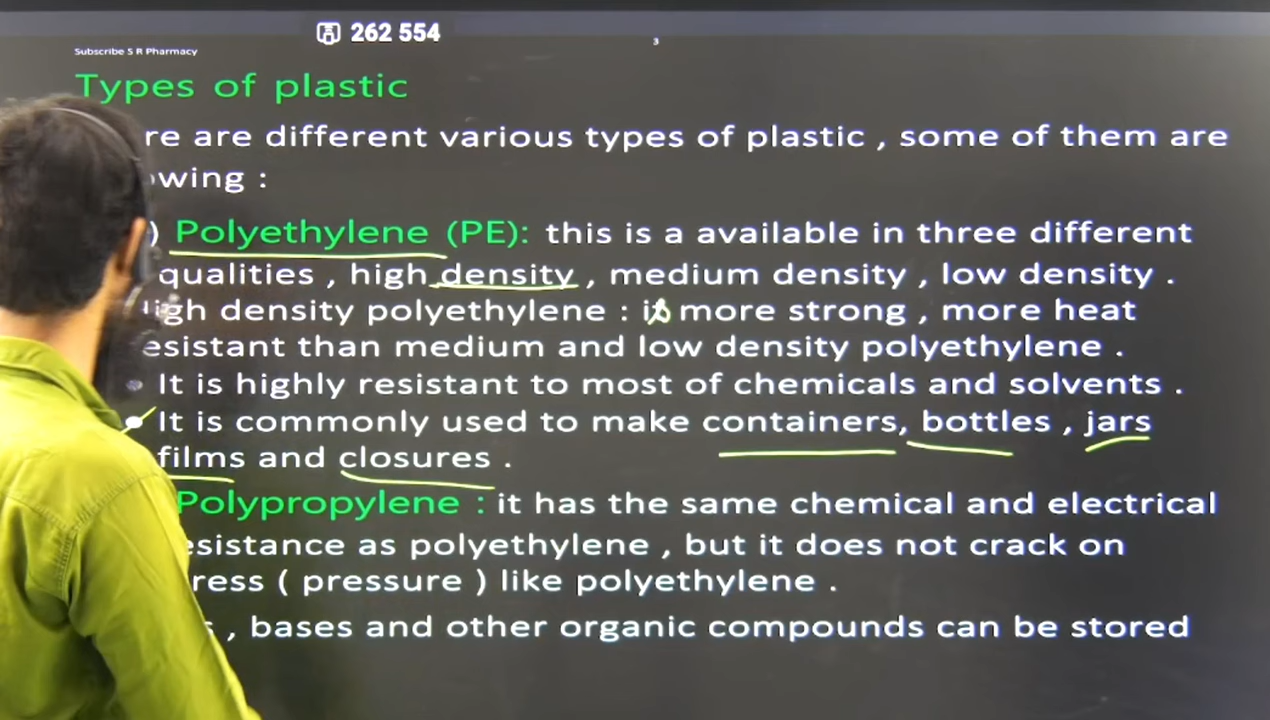 262 554
Subscribe S R Pharmacy
3
Types of plastic
re are different various types of plastic , some of them are
owing :
) Polyethylene (PE): this is a available in three different
qualities , high density , medium density , low density .
igh density polyethylene : is more strong , more heat
esistant than medium and low density polyethylene .
It is highly resistant to most of chemicals and solvents .
It is commonly used to make containers, bottles , jars
films and closures .
Polypropylene : it has the same chemical and electrical
esistance as polyethylene , but it does not crack on
ress ( pressure ) like polyethylene .
s , bases and other organic compounds can be stored